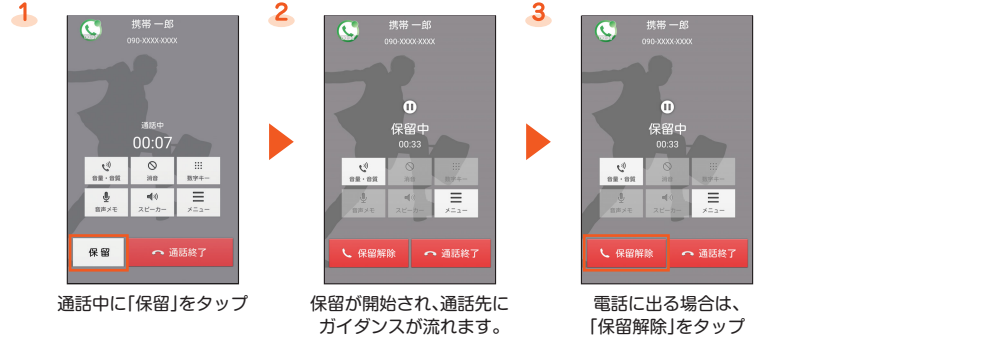 1
携帯 一郎
090-XXXX-XXXX
通話中
00:07
音量・音質 消音 数字キー
音声メモ スピーカー メニュー
保留 通話終了
通話中に「保留」をタップ
2
携帯 一郎
090-XXXX-XXXX
保留中
00:33
音量・音質 消音 数字キー
音声メモ スピーカー メニュー
保留解除 通話終了
保留が開始され、通話先に
ガイダンスが流れます。
3
携帯 一郎
090-XXXX-XXXX
保留中
00:33
音量・音質 消音 数字キー
音声メモ スピーカー メニュー
保留解除 通話終了
電話に出る場合は、
「保留解除」をタップ